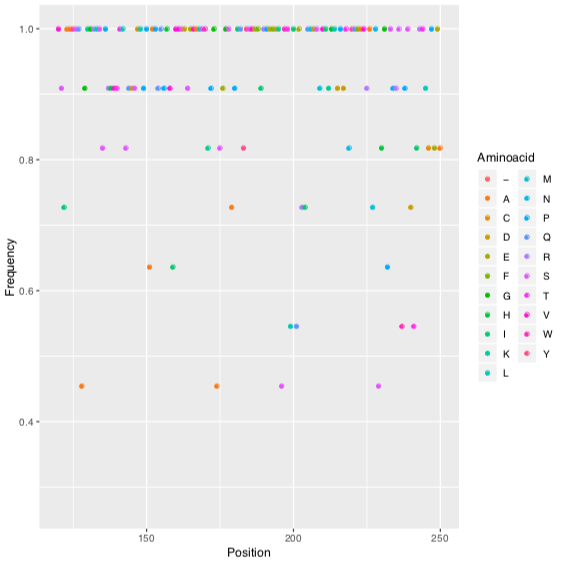 1.0
0.8
0.6
0.4
Frequency
150
200
250
Position
Aminoacid
– M
A N
C P
D Q
E R
F S
G T
H V
I W
K Y
L